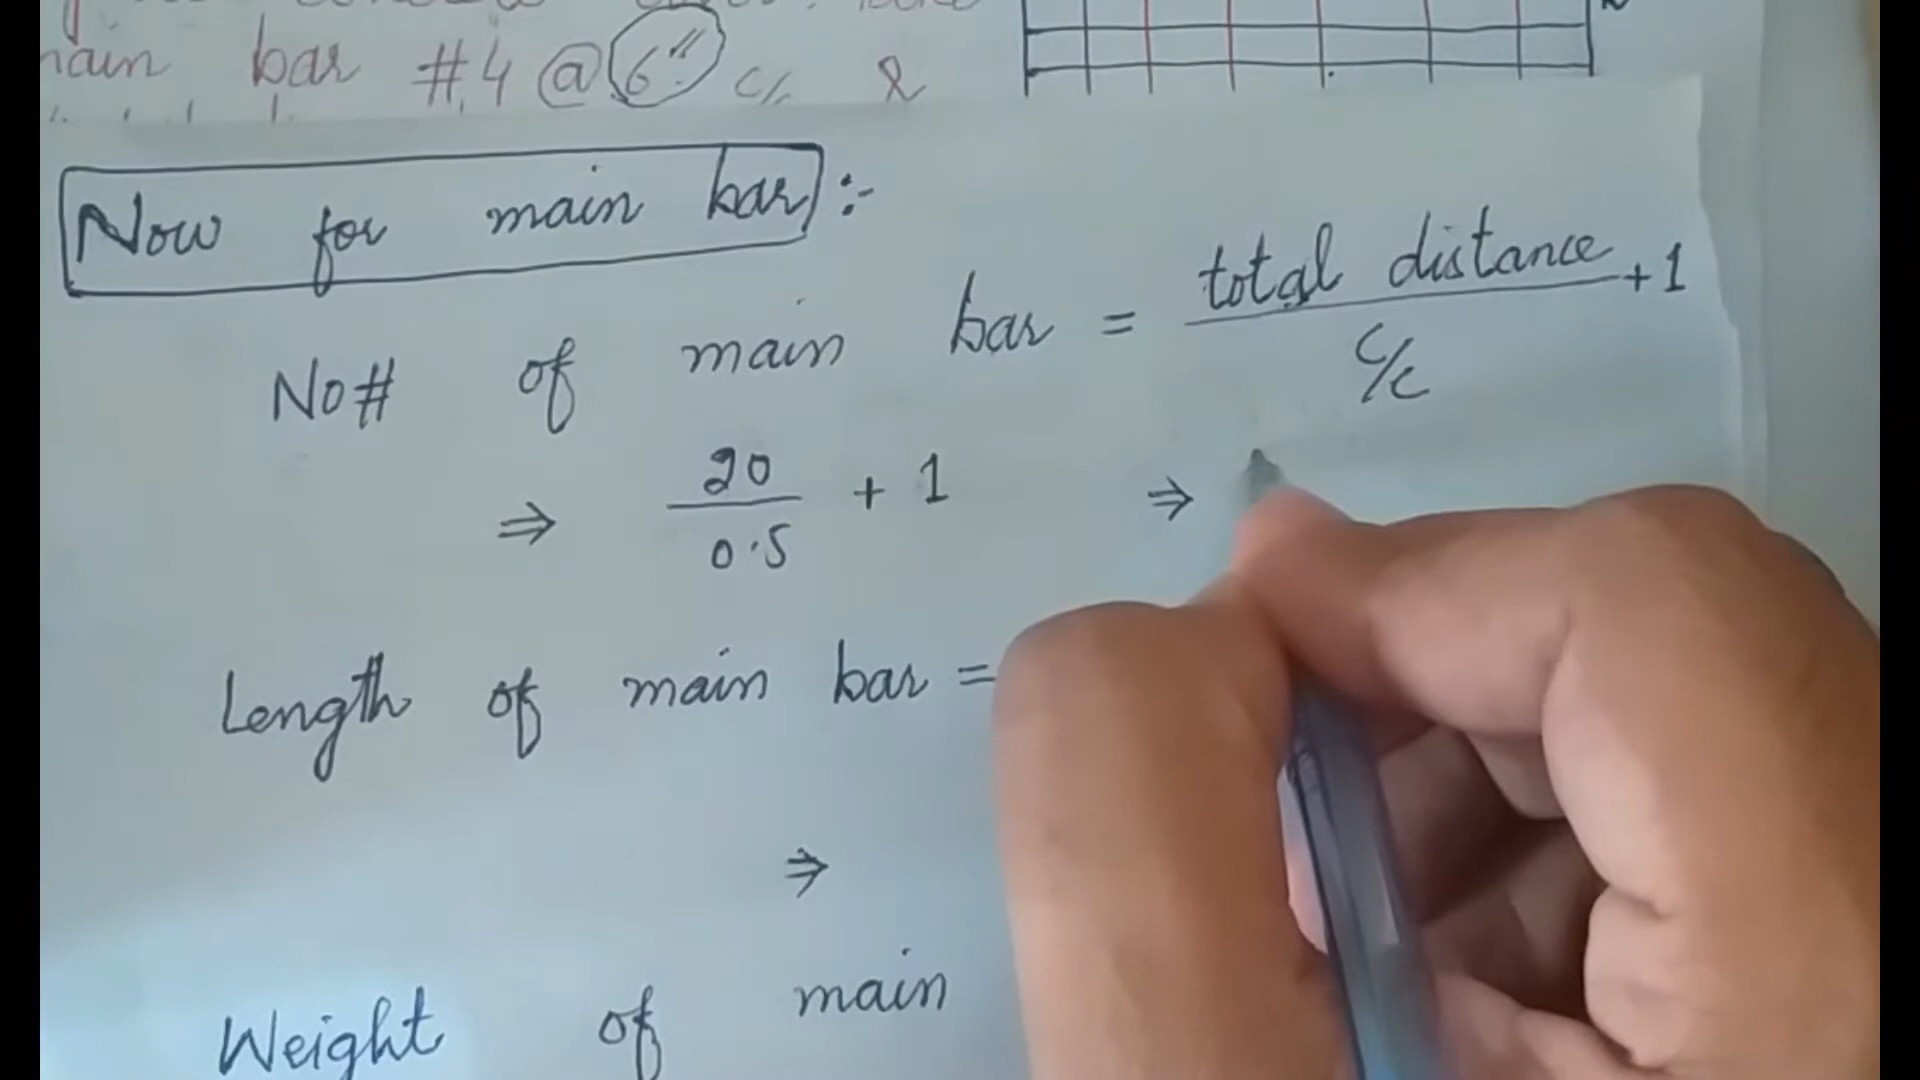 main bar #4 @ 6" c/c &
Now for main bar :-
No# of main bar = total distance / c/c + 1
⇒ 20 / 0.5 + 1 ⇒
Length of main bar =
⇒
Weight of main